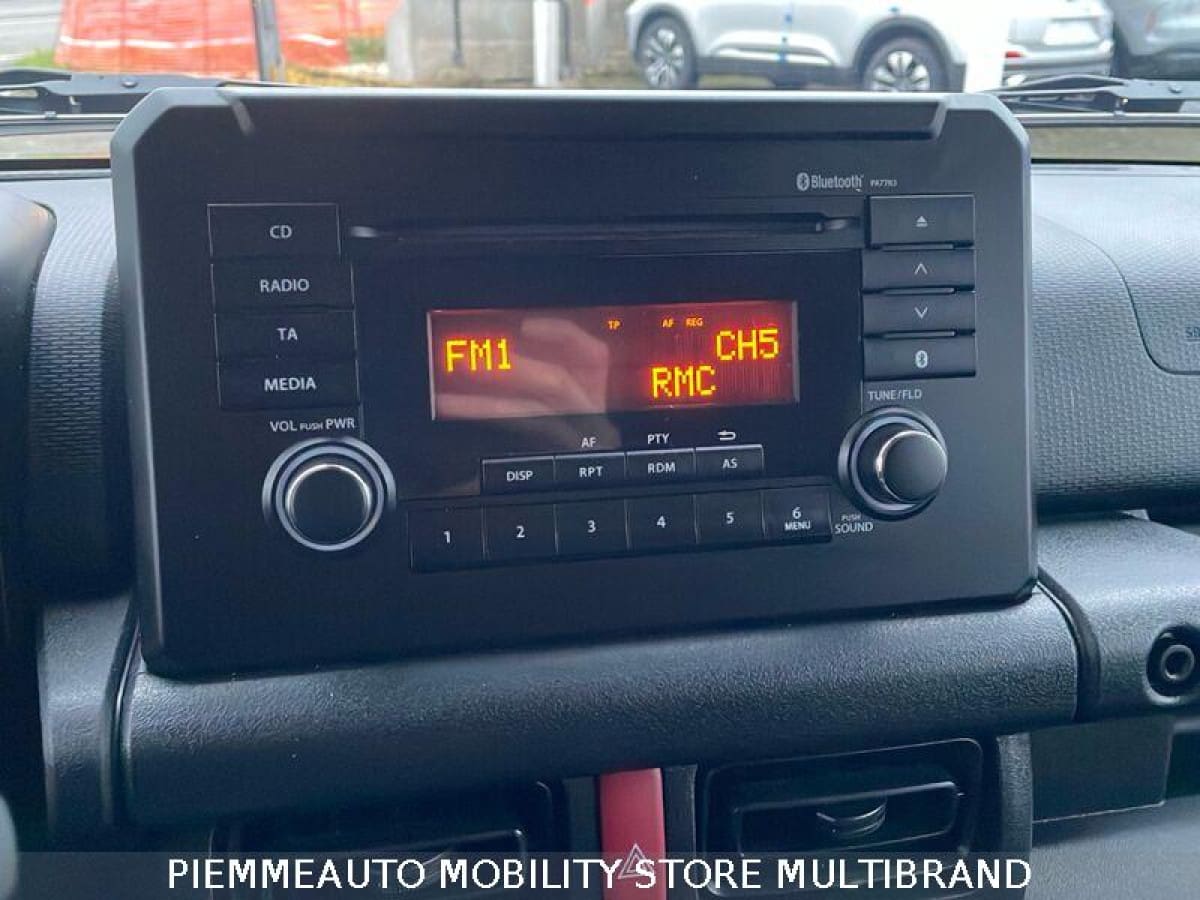 Bluetooth PA7703
CD
RADIO
TA
MEDIA
VOL PUSH PWR
TP AF REG
FM1 CH5
RMC
TUNE/FLD
AF PTY
DISP RPT RDM AS
1 2 3 4 5 6
MENU
PUSH
SOUND
PIEMMEAUTO MOBILITY STORE MULTIBRAND